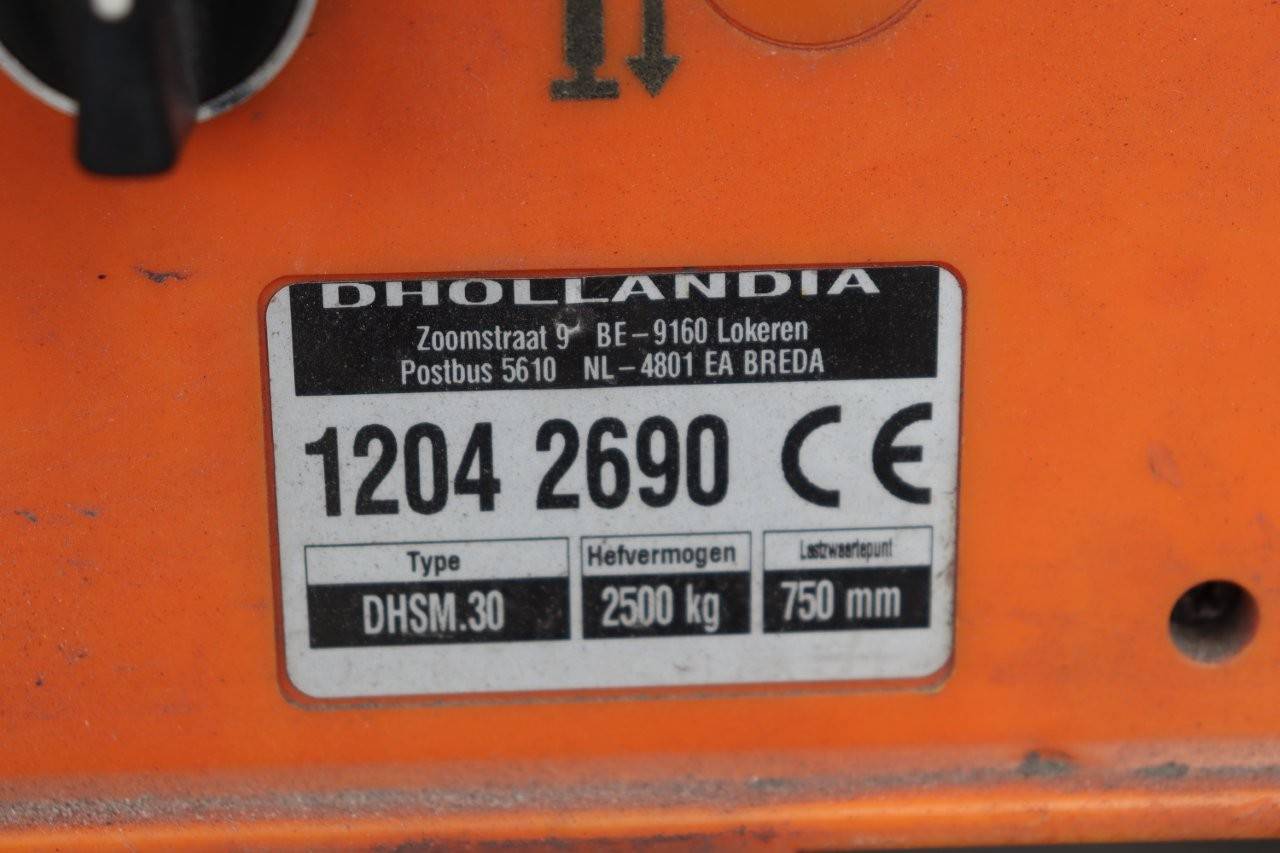 DHOLLANDIA
Zoomstraat 9 BE-9160 Lokeren
Postbus 5610 NL-4801 EA BREDA
1204 2690 CE
Type Hefvermogen Lastzwaartepunt
DHSM.30 2500 kg 750 mm